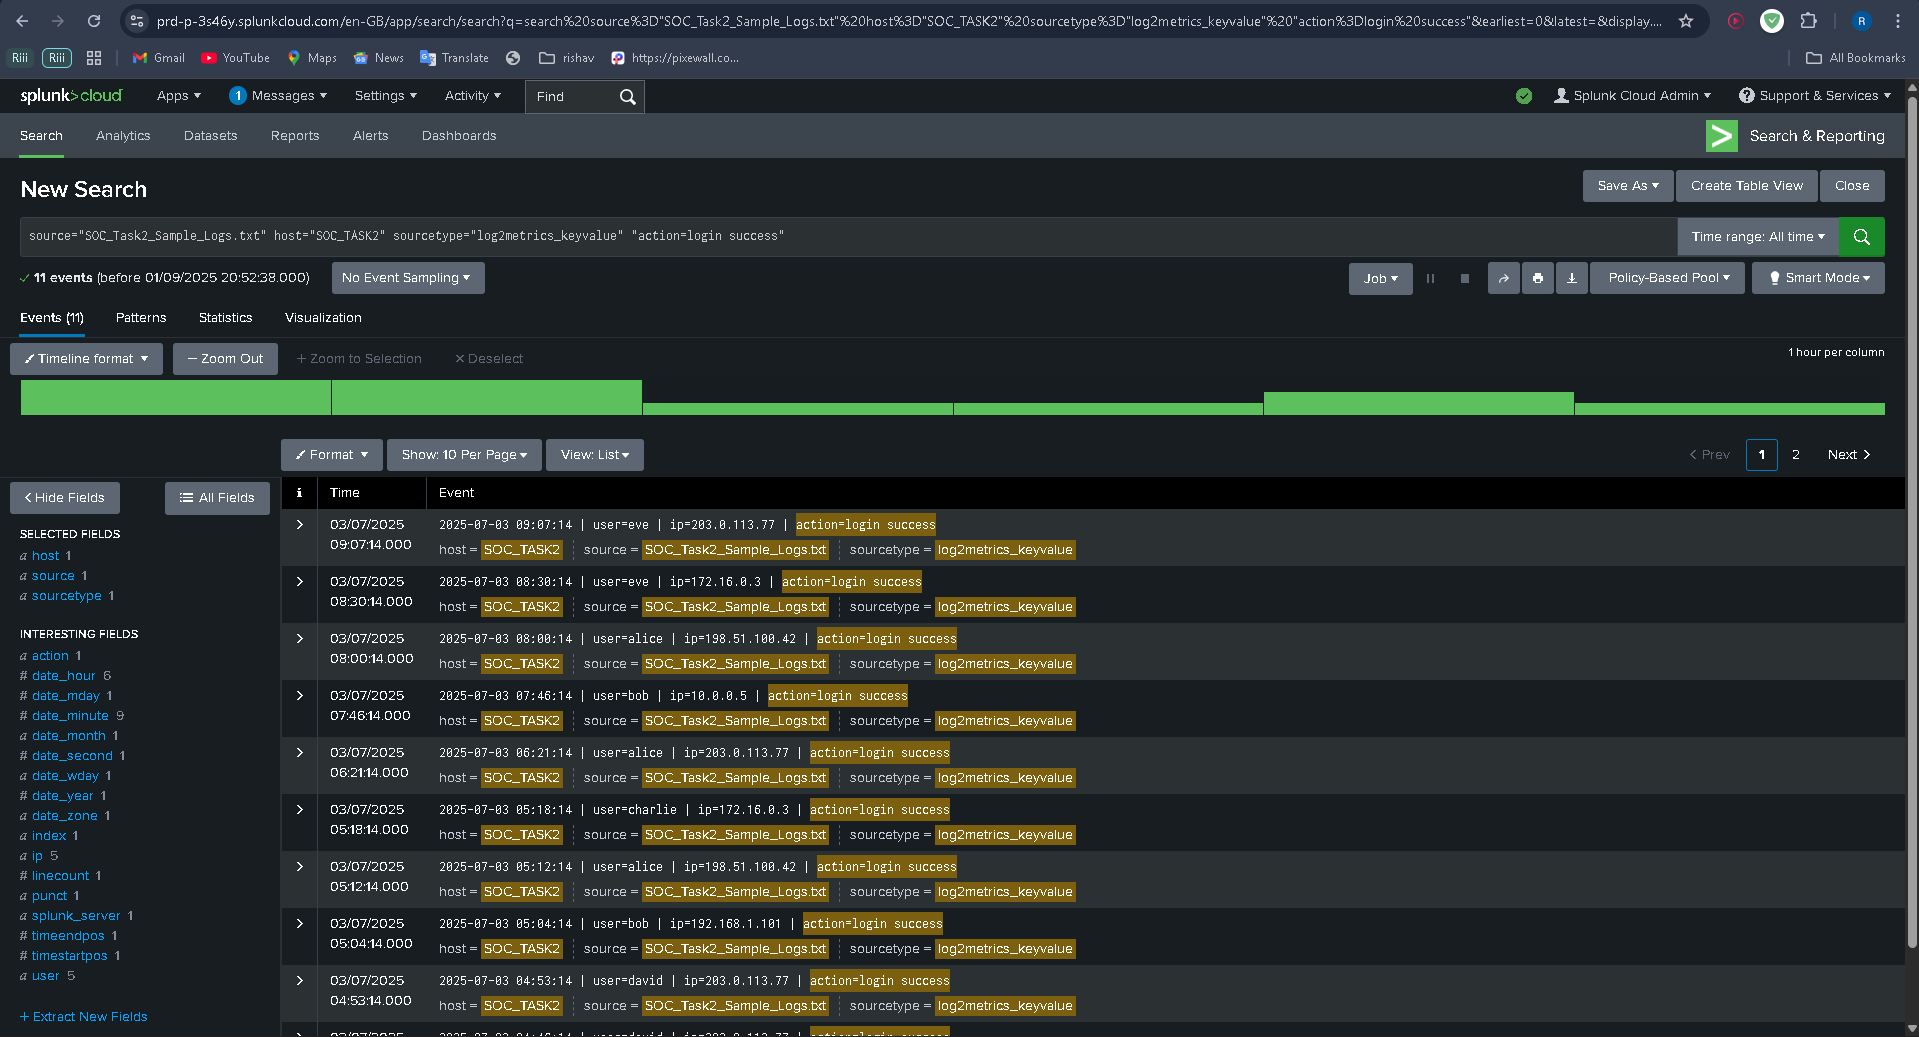 prd-p-3s46y.splunkcloud.com/en-GB/app/search/search?q=search%20source%3D"SOC_Task2_Sample_Logs.txt"%20host%3D"SOC_TASK2"%20sourcetype%3D"log2metrics_keyvalue"%20"action%3Dlogin%20success"&earliest=0&latest=&display....
R
Riii
Riii
Gmail
YouTube
Maps
News
Translate
rishav
https://pixewall.co...
All Bookmarks
splunk>cloud
Apps
1
Messages
Settings
Activity
Find
Splunk Cloud Admin
Support & Services
Search
Analytics
Datasets
Reports
Alerts
Dashboards
Search & Reporting
New Search
Save As
Create Table View
Close
source="SOC_Task2_Sample_Logs.txt" host="SOC_TASK2" sourcetype="log2metrics_keyvalue" "action=login success"
Time range: All time
11 events (before 01/09/2025 20:52:38.000)
No Event Sampling
Job
Policy-Based Pool
Smart Mode
Events (11)
Patterns
Statistics
Visualization
Timeline format
— Zoom Out
+ Zoom to Selection
× Deselect
1 hour per column
Format
Show: 10 Per Page
View: List
< Prev
1
2
Next >
< Hide Fields
All Fields
i
Time
Event
SELECTED FIELDS
a host 1
a source 1
a sourcetype 1
INTERESTING FIELDS
a action 1
# date_hour 6
# date_mday 1
# date_minute 9
a date_month 1
# date_second 1
a date_wday 1
# date_year 1
a date_zone 1
a index 1
a ip 5
# linecount 1
a punct 1
a splunk_server 1
# timeendpos 1
# timestartpos 1
a user 5
+ Extract New Fields
03/07/2025
09:07:14.000
2025-07-03 09:07:14 | user=eve | ip=203.0.113.77 | action=login success
host = SOC_TASK2 source = SOC_Task2_Sample_Logs.txt sourcetype = log2metrics_keyvalue
03/07/2025
08:30:14.000
2025-07-03 08:30:14 | user=eve | ip=172.16.0.3 | action=login success
host = SOC_TASK2 source = SOC_Task2_Sample_Logs.txt sourcetype = log2metrics_keyvalue
03/07/2025
08:00:14.000
2025-07-03 08:00:14 | user=alice | ip=198.51.100.42 | action=login success
host = SOC_TASK2 source = SOC_Task2_Sample_Logs.txt sourcetype = log2metrics_keyvalue
03/07/2025
07:46:14.000
2025-07-03 07:46:14 | user=bob | ip=10.0.0.5 | action=login success
host = SOC_TASK2 source = SOC_Task2_Sample_Logs.txt sourcetype = log2metrics_keyvalue
03/07/2025
06:21:14.000
2025-07-03 06:21:14 | user=alice | ip=203.0.113.77 | action=login success
host = SOC_TASK2 source = SOC_Task2_Sample_Logs.txt sourcetype = log2metrics_keyvalue
03/07/2025
05:18:14.000
2025-07-03 05:18:14 | user=charlie | ip=172.16.0.3 | action=login success
host = SOC_TASK2 source = SOC_Task2_Sample_Logs.txt sourcetype = log2metrics_keyvalue
03/07/2025
05:12:14.000
2025-07-03 05:12:14 | user=alice | ip=198.51.100.42 | action=login success
host = SOC_TASK2 source = SOC_Task2_Sample_Logs.txt sourcetype = log2metrics_keyvalue
03/07/2025
05:04:14.000
2025-07-03 05:04:14 | user=bob | ip=192.168.1.101 | action=login success
host = SOC_TASK2 source = SOC_Task2_Sample_Logs.txt sourcetype = log2metrics_keyvalue
03/07/2025
04:53:14.000
2025-07-03 04:53:14 | user=david | ip=203.0.113.77 | action=login success
host = SOC_TASK2 source = SOC_Task2_Sample_Logs.txt sourcetype = log2metrics_keyvalue